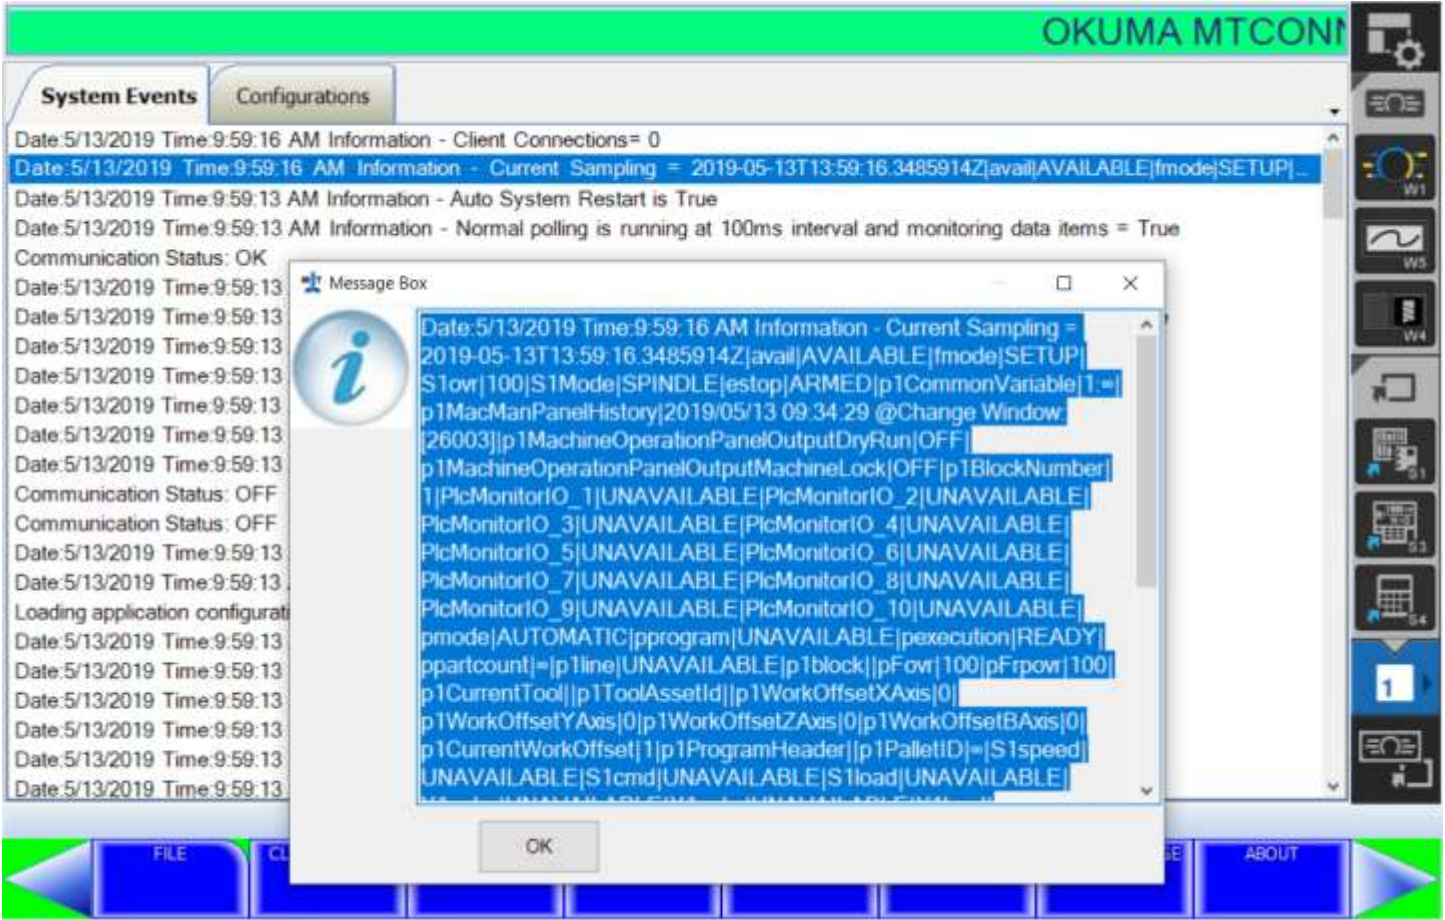 OKUMA MTCONN
System Events
Configurations
Date:5/13/2019 Time:9:59:16 AM Information - Client Connections= 0
Date:5/13/2019 Time:9:59:16 AM Information - Current Sampling = 2019-05-13T13:59:16.3485914Z|avail|AVAILABLE|fmode|SETUP|...
Date:5/13/2019 Time:9:59:13 AM Information - Auto System Restart is True
Date:5/13/2019 Time:9:59:13 AM Information - Normal polling is running at 100ms interval and monitoring data items = True
Communication Status: OK
Date:5/13/2019 Time:9:59:13
Date:5/13/2019 Time:9:59:13
Date:5/13/2019 Time:9:59:13
Date:5/13/2019 Time:9:59:13
Date:5/13/2019 Time:9:59:13
Date:5/13/2019 Time:9:59:13
Date:5/13/2019 Time:9:59:13
Communication Status: OFF
Communication Status: OFF
Date:5/13/2019 Time:9:59:13
Date:5/13/2019 Time:9:59:13
Loading application configurati
Date:5/13/2019 Time:9:59:13
Date:5/13/2019 Time:9:59:13
Date:5/13/2019 Time:9:59:13
Date:5/13/2019 Time:9:59:13
Date:5/13/2019 Time:9:59:13
Date:5/13/2019 Time:9:59:13
Message Box
Date:5/13/2019 Time:9:59:16 AM Information - Current Sampling =
2019-05-13T13:59:16.3485914Z|avail|AVAILABLE|fmode|SETUP|
S1ovr|100|S1Mode|SPINDLE|estop|ARMED|p1CommonVariable|1:=|
p1MacManPanelHistory|2019/05/13 09:34:29 @Change Window:
[26003]||p1MachineOperationPanelOutputDryRun|OFF|
p1MachineOperationPanelOutputMachineLock|OFF|p1BlockNumber|
1|PlcMonitorIO_1|UNAVAILABLE|PlcMonitorIO_2|UNAVAILABLE|
PlcMonitorIO_3|UNAVAILABLE|PlcMonitorIO_4|UNAVAILABLE|
PlcMonitorIO_5|UNAVAILABLE|PlcMonitorIO_6|UNAVAILABLE|
PlcMonitorIO_7|UNAVAILABLE|PlcMonitorIO_8|UNAVAILABLE|
PlcMonitorIO_9|UNAVAILABLE|PlcMonitorIO_10|UNAVAILABLE|
pmode|AUTOMATIC|pprogram|UNAVAILABLE|pexecution|READY|
ppartcount|=|p1line|UNAVAILABLE|p1block||pFovr|100|pFrpovr|100|
p1CurrentTool||p1ToolAssetId||p1WorkOffsetXAxis|0|
p1WorkOffsetYAxis|0|p1WorkOffsetZAxis|0|p1WorkOffsetBAxis|0|
p1CurrentWorkOffset|1|p1ProgramHeader||p1PalletID|=|S1speed|
UNAVAILABLE|S1cmd|UNAVAILABLE|S1load|UNAVAILABLE|
OK
FILE
CL
GE
ABOUT
W1
W5
W4
S1
S3
S4
1